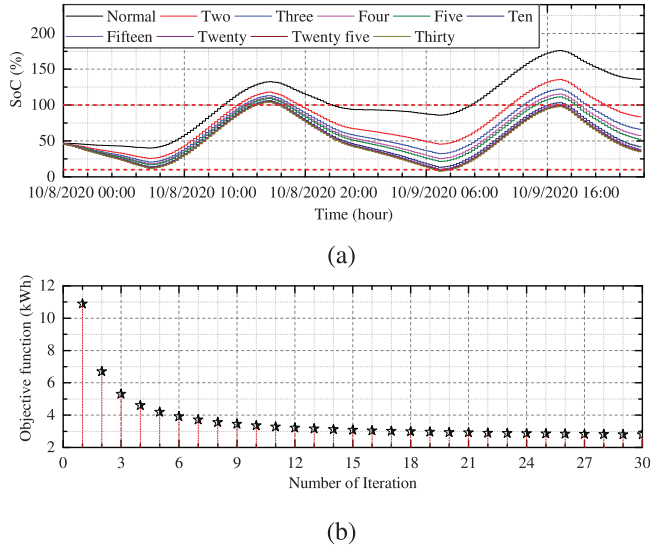 Normal Two Three Four Five Ten
Fifteen Twenty Twenty five Thirty
SoC (%)
200
150
100
50
0
10/8/2020 00:00 10/8/2020 10:00 10/8/2020 20:00 10/9/2020 06:00 10/9/2020 16:00
Time (hour)
(a)
Objective function (kWh)
12
10
8
6
4
2
0 3 6 9 12 15 18 21 24 27 30
Number of Iteration
(b)